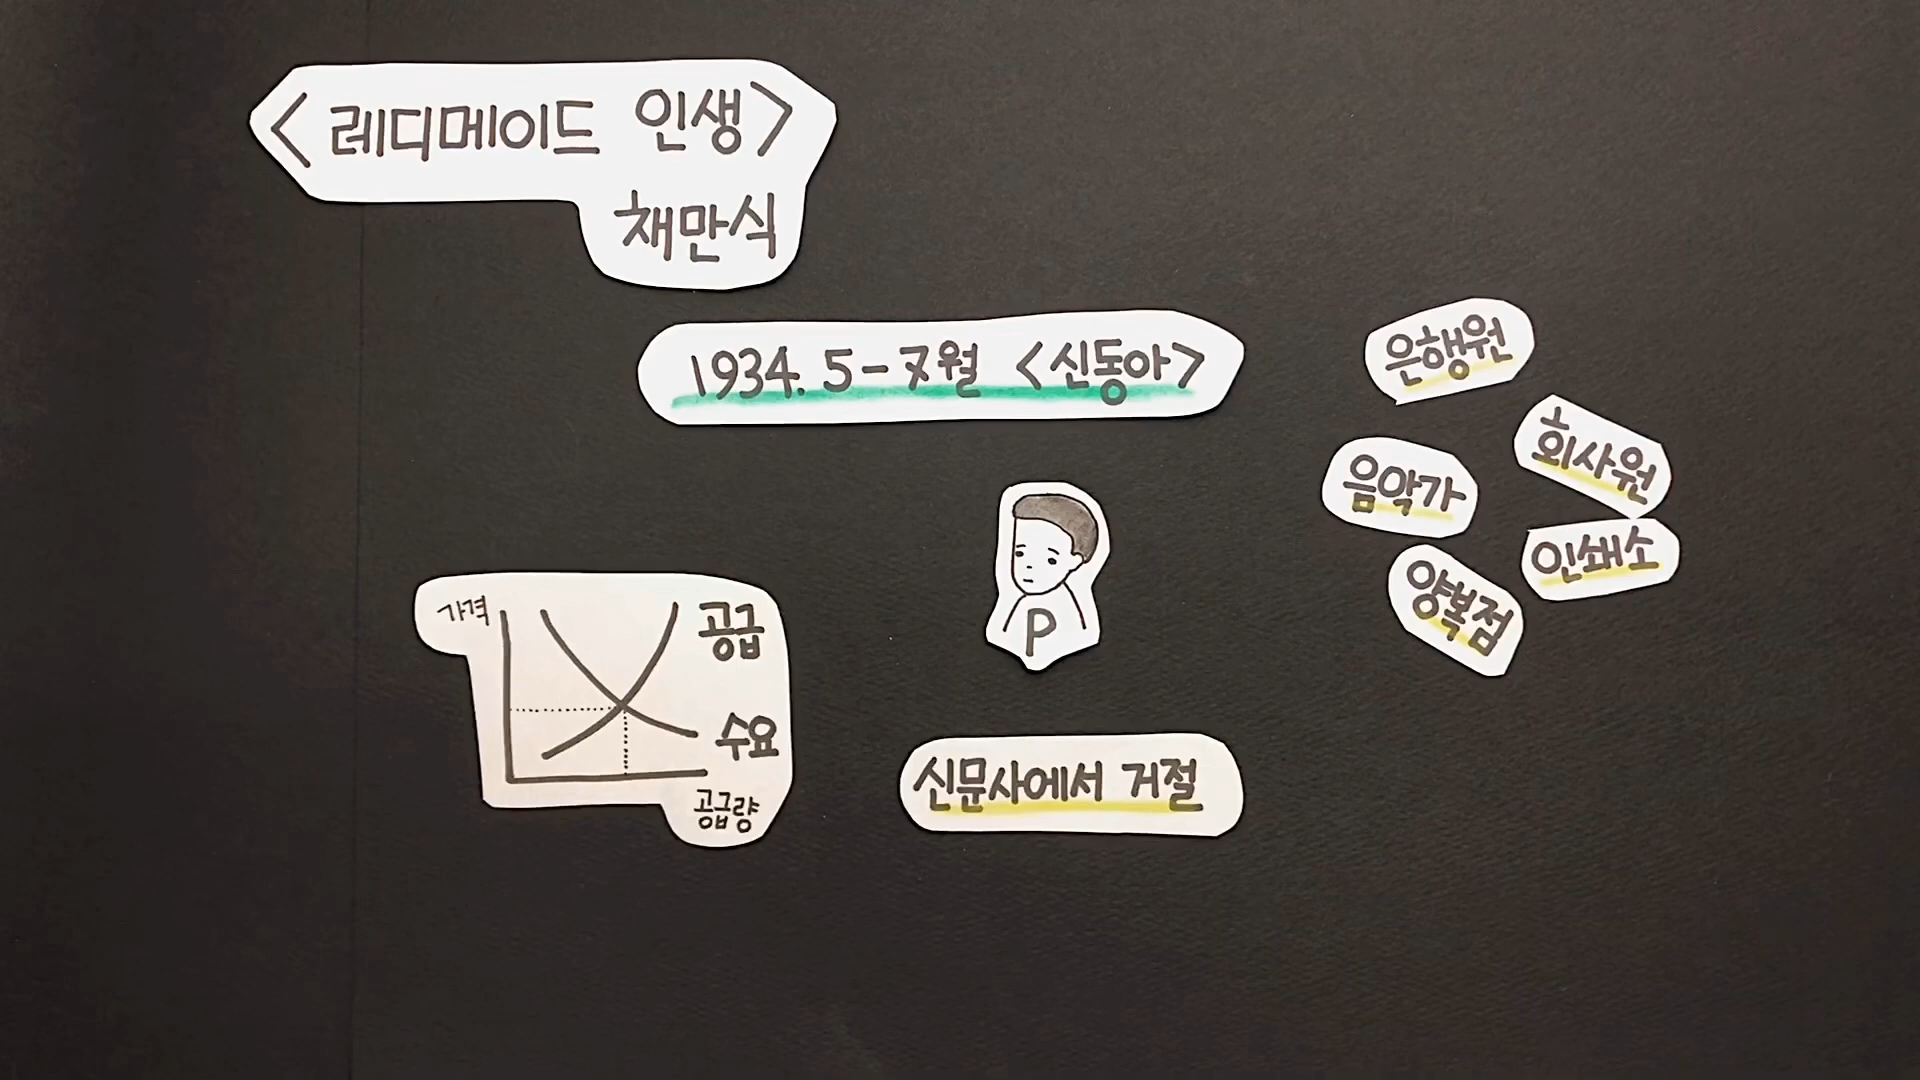 <레디메이드 인생>
채만식
1934. 5-7월 <신동아>
은행원
회사원
음악가
인쇄소
양복점
P
가격
공급
수요
공급량
신문사에서 거절